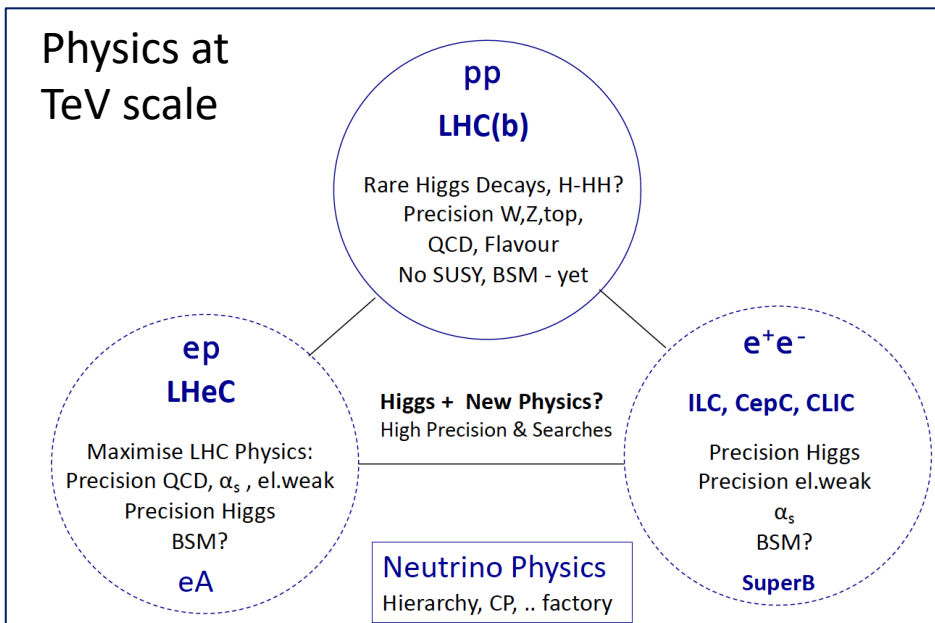 Physics at
TeV scale
pp
LHC(b)
Rare Higgs Decays, H-HH?
Precision W,Z,top,
QCD, Flavour
No SUSY, BSM - yet
ep
LHeC
Maximise LHC Physics:
Precision QCD, αₛ , el.weak
Precision Higgs
BSM?
eA
Higgs + New Physics?
High Precision & Searches
e⁺e⁻
ILC, CepC, CLIC
Precision Higgs
Precision el.weak
αₛ
BSM?
SuperB
Neutrino Physics
Hierarchy, CP, .. factory